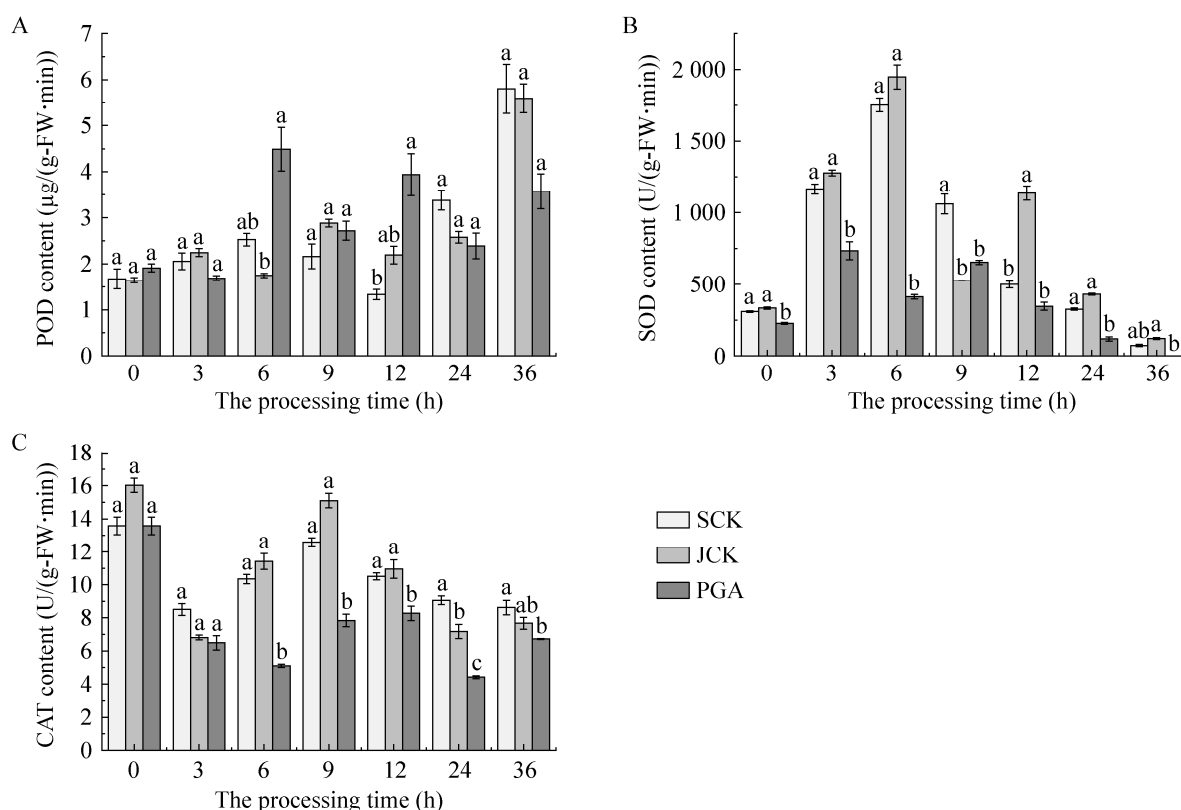 A
POD content (μg/(g-FW·min))
7
6
5
4
3
2
1
0
a a a
a a a
ab b a
a a a
b ab a
a a a
a a a
0 3 6 9 12 24 36
The processing time (h)
B
SOD content (U/(g-FW·min))
2 000
1 500
1 000
500
0
a a b
a a b
a a b
a b b
b a b
a a b
ab a b
0 3 6 9 12 24 36
The processing time (h)
C
CAT content (U/(g-FW·min))
18
16
14
12
10
8
6
4
2
0
a a a
a a a
a a b
a a b
a a b
a b c
a ab b
0 3 6 9 12 24 36
The processing time (h)
SCK
JCK
PGA